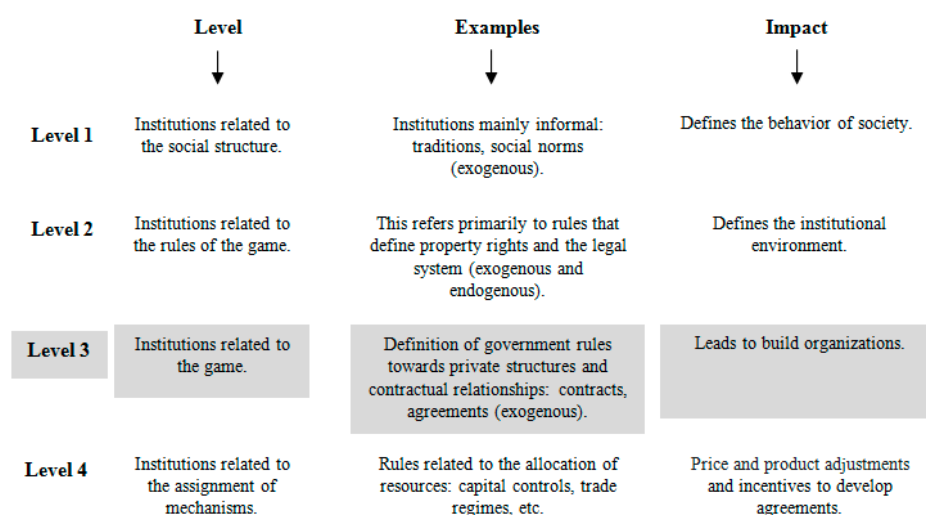 Level
Examples
Impact
Level 1
Institutions related to
the social structure.
Institutions mainly informal:
traditions, social norms
(exogenous).
Defines the behavior of society.
Level 2
Institutions related to
the rules of the game.
This refers primarily to rules that
define property rights and the legal
system (exogenous and
endogenous).
Defines the institutional
environment.
Level 3
Institutions related to
the game.
Definition of government rules
towards private structures and
contractual relationships: contracts,
agreements (exogenous).
Leads to build organizations.
Level 4
Institutions related to
the assignment of
mechanisms.
Rules related to the allocation of
resources: capital controls, trade
regimes, etc.
Price and product adjustments
and incentives to develop
agreements.